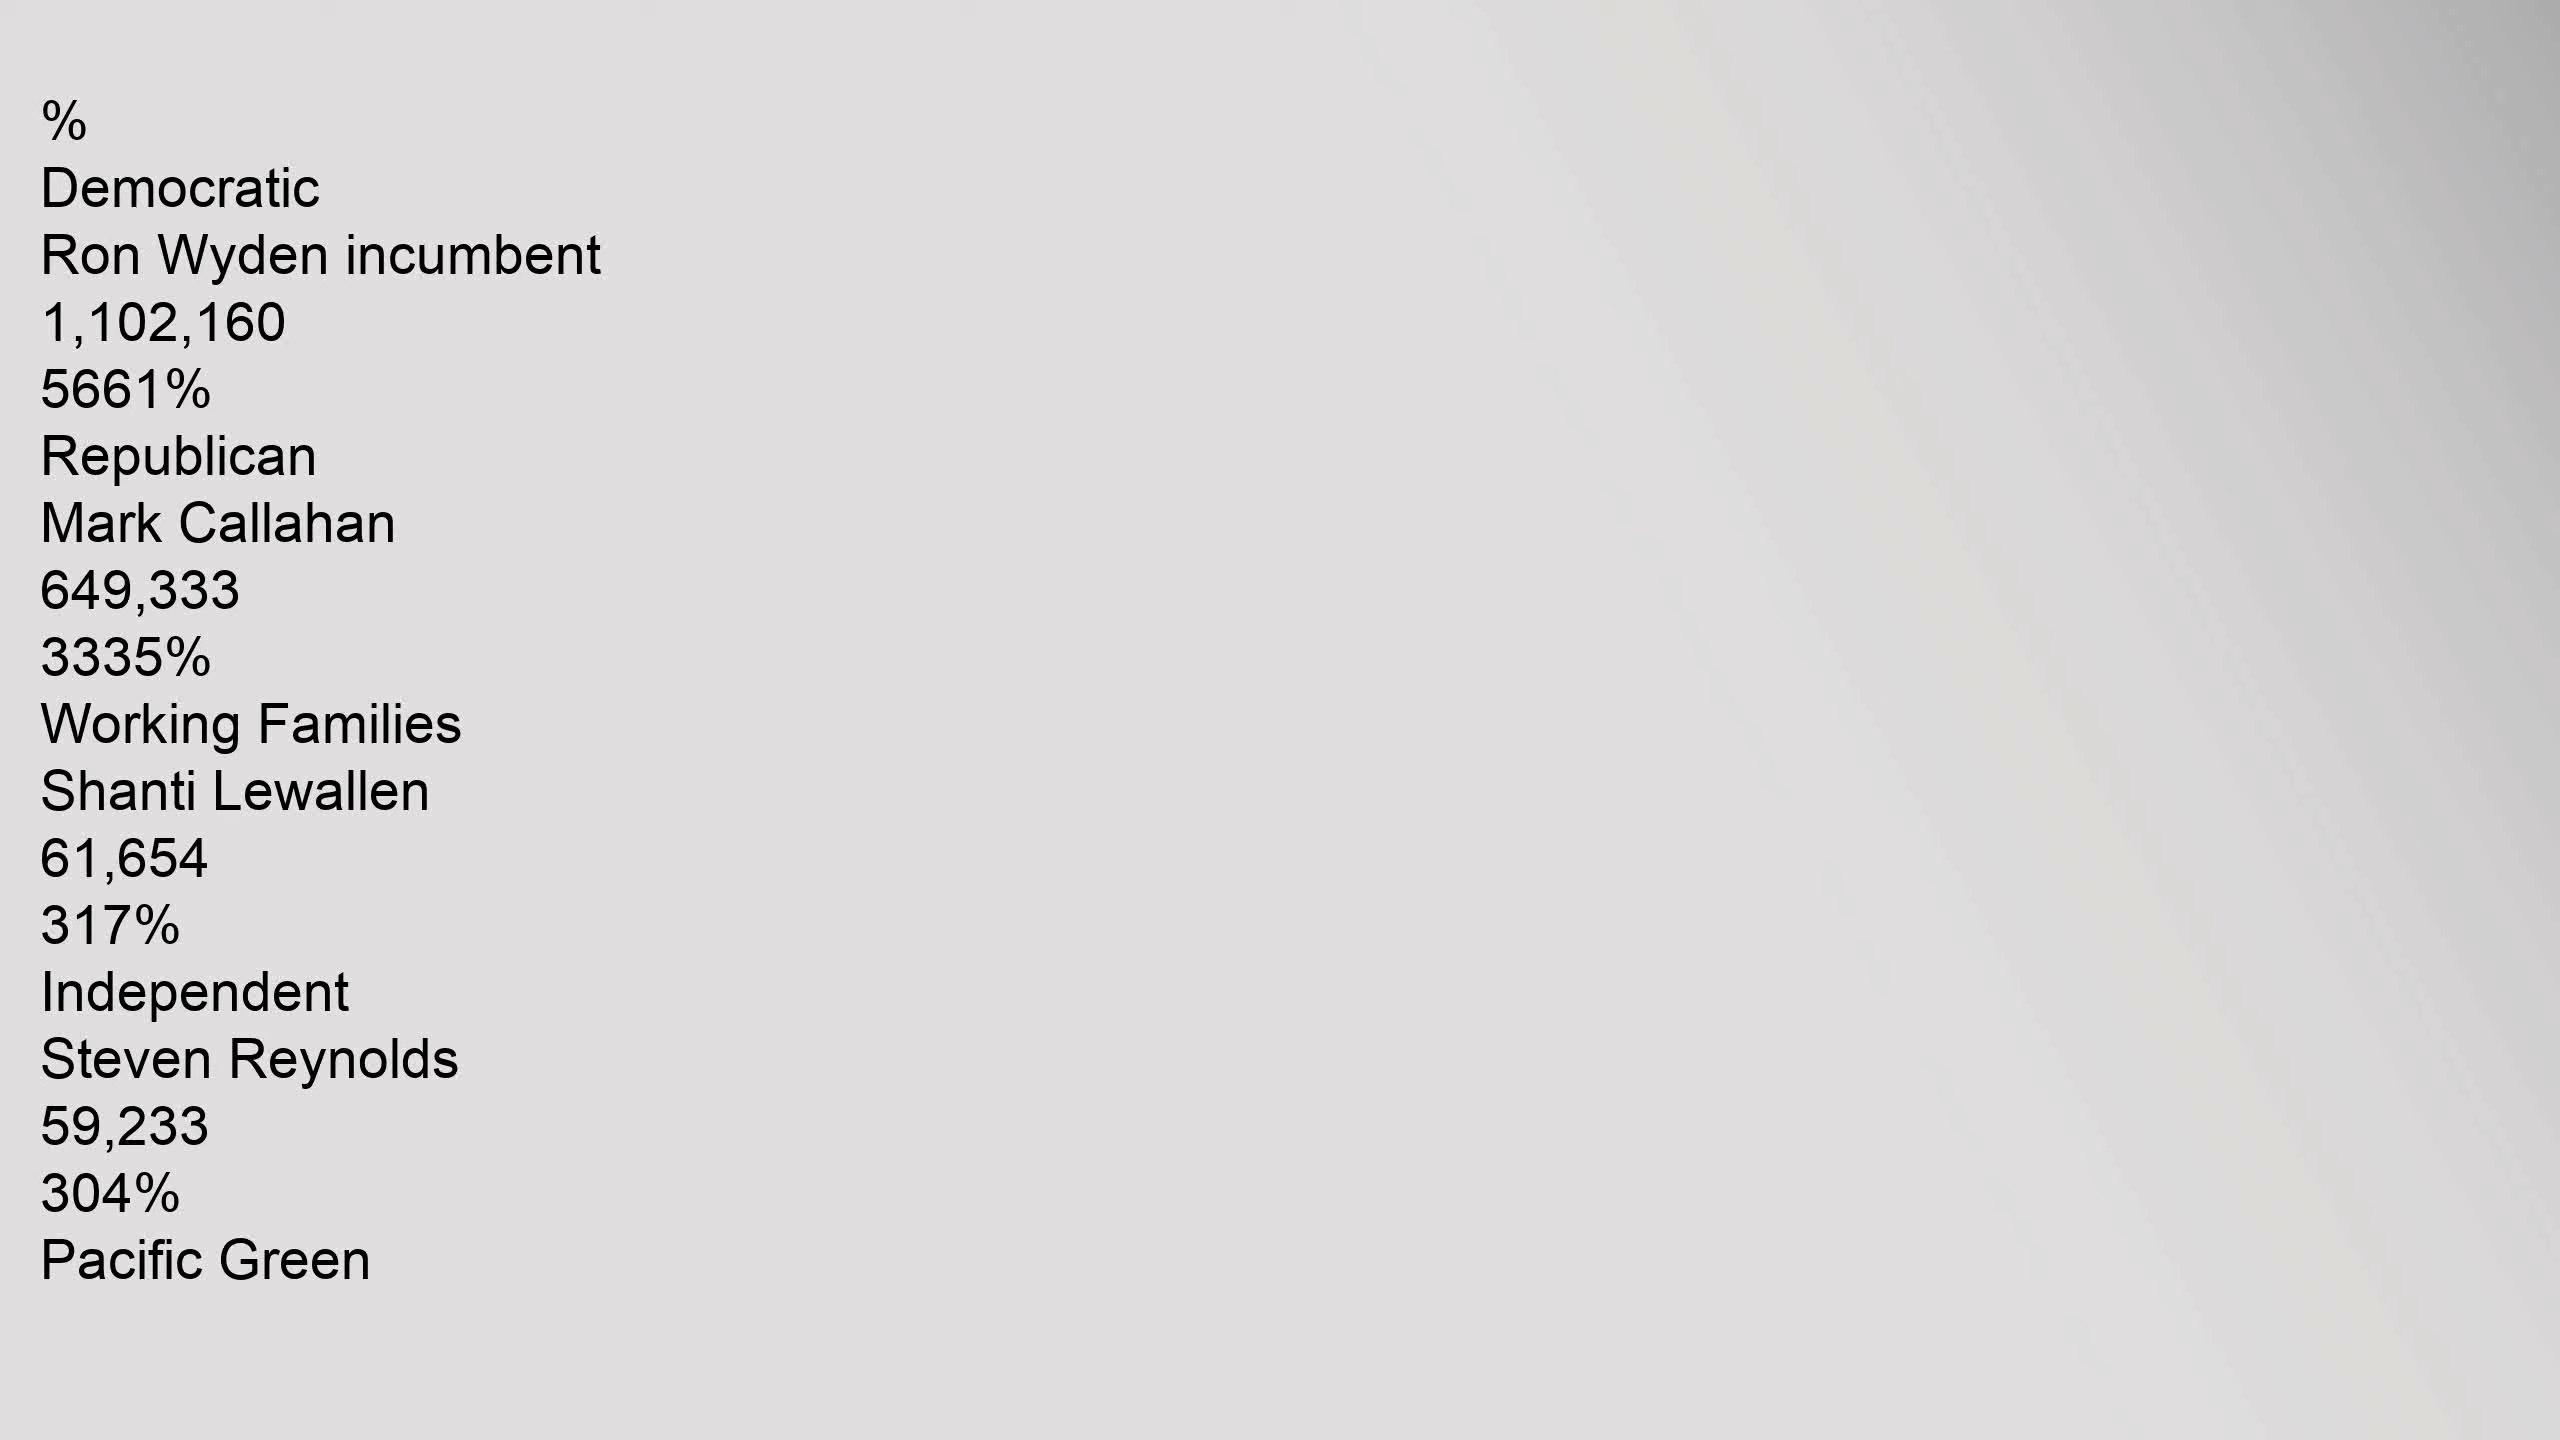 %
Democratic
Ron Wyden incumbent
1,102,160
5661%
Republican
Mark Callahan
649,333
3335%
Working Families
Shanti Lewallen
61,654
317%
Independent
Steven Reynolds
59,233
304%
Pacific Green